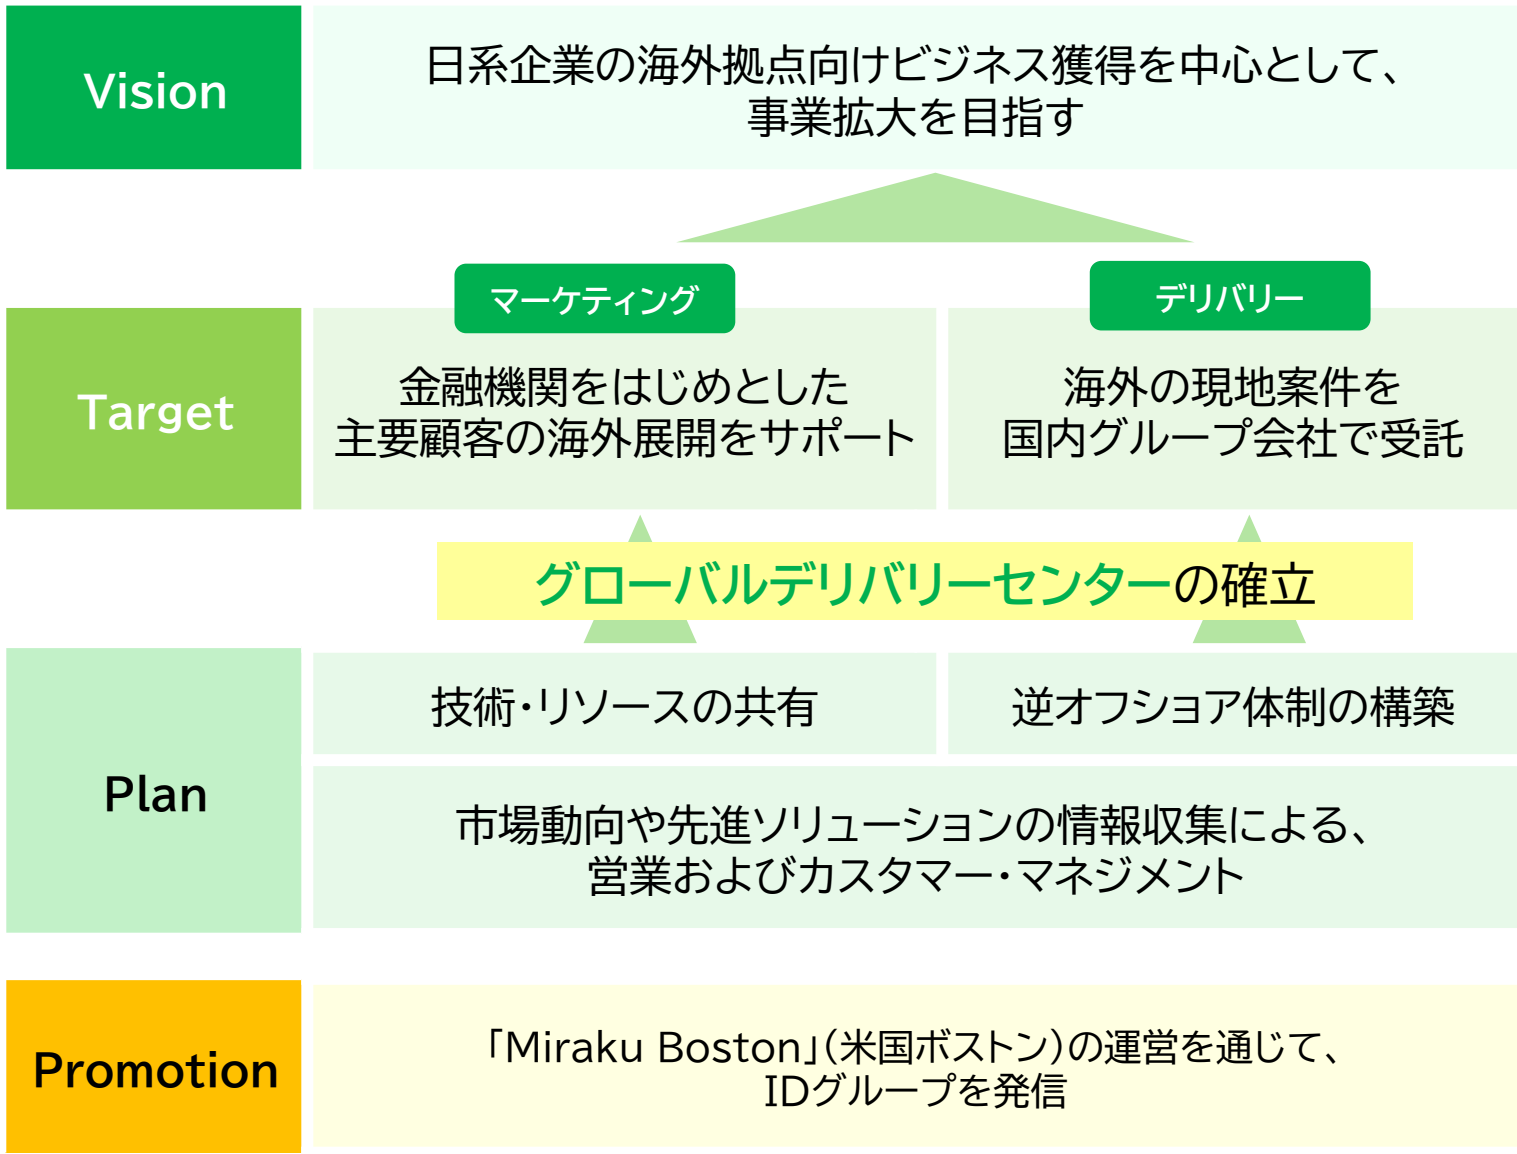 Vision
日系企業の海外拠点向けビジネス獲得を中心として、
事業拡大を目指す
マーケティング
デリバリー
Target
金融機関をはじめとした
主要顧客の海外展開をサポート
海外の現地案件を
国内グループ会社で受託
グローバルデリバリーセンターの確立
Plan
技術・リソースの共有
逆オフショア体制の構築
市場動向や先進ソリューションの情報収集による、
営業およびカスタマー・マネジメント
Promotion
「Miraku Boston」(米国ボストン)の運営を通じて、
IDグループを発信